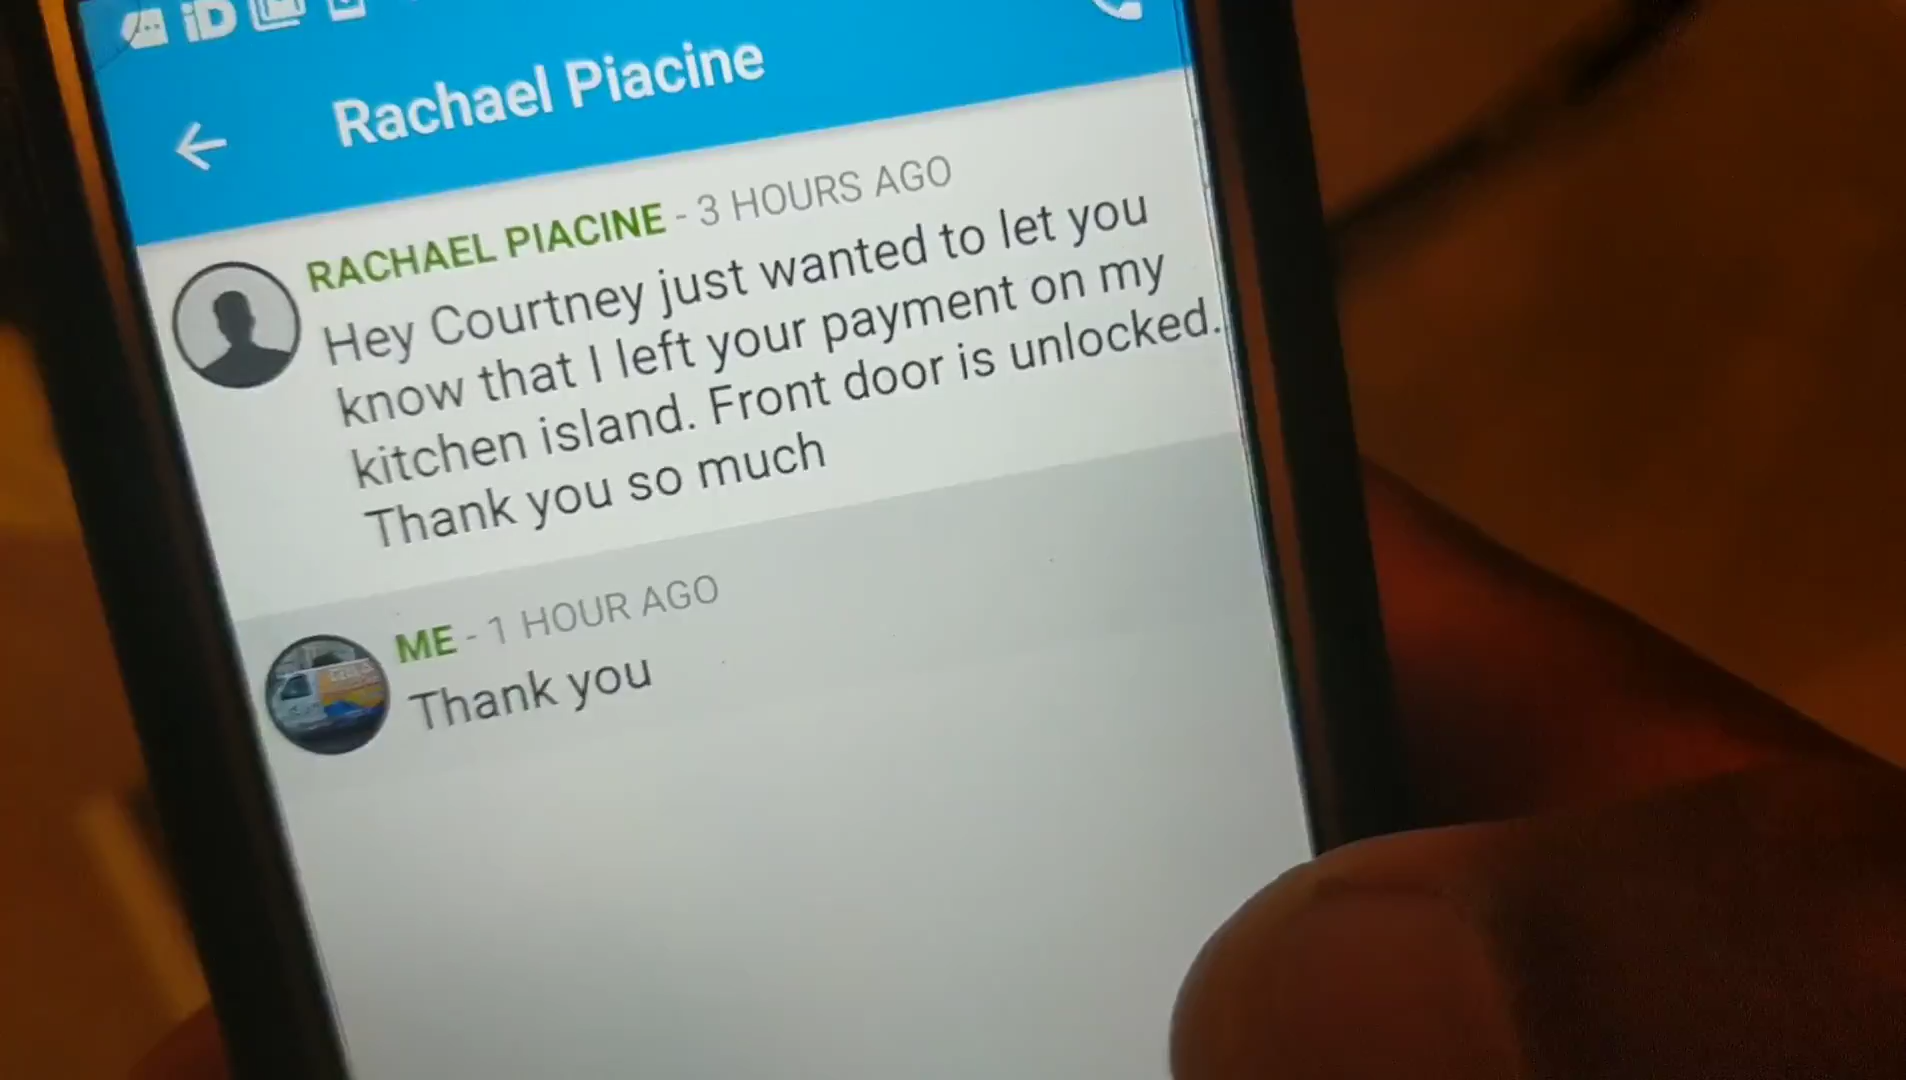 iD
Rachael Piacine
RACHAEL PIACINE - 3 HOURS AGO
Hey Courtney just wanted to let you
know that I left your payment on my
kitchen island. Front door is unlocked.
Thank you so much
ME - 1 HOUR AGO
Thank you